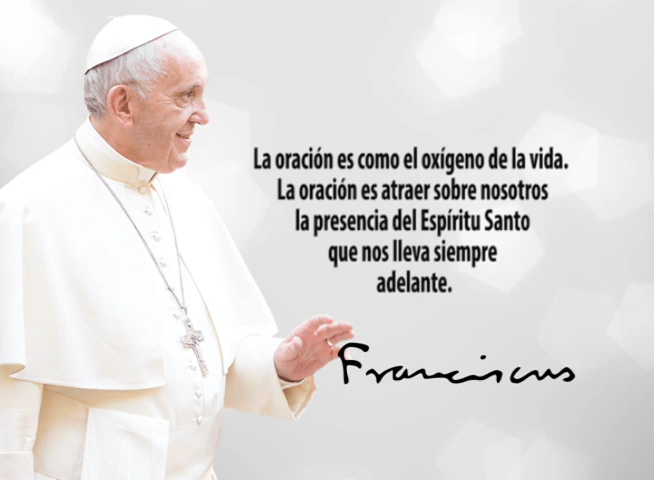 La oración es como el oxígeno de la vida.
La oración es atraer sobre nosotros
la presencia del Espíritu Santo
que nos lleva siempre
adelante.
Franciscus